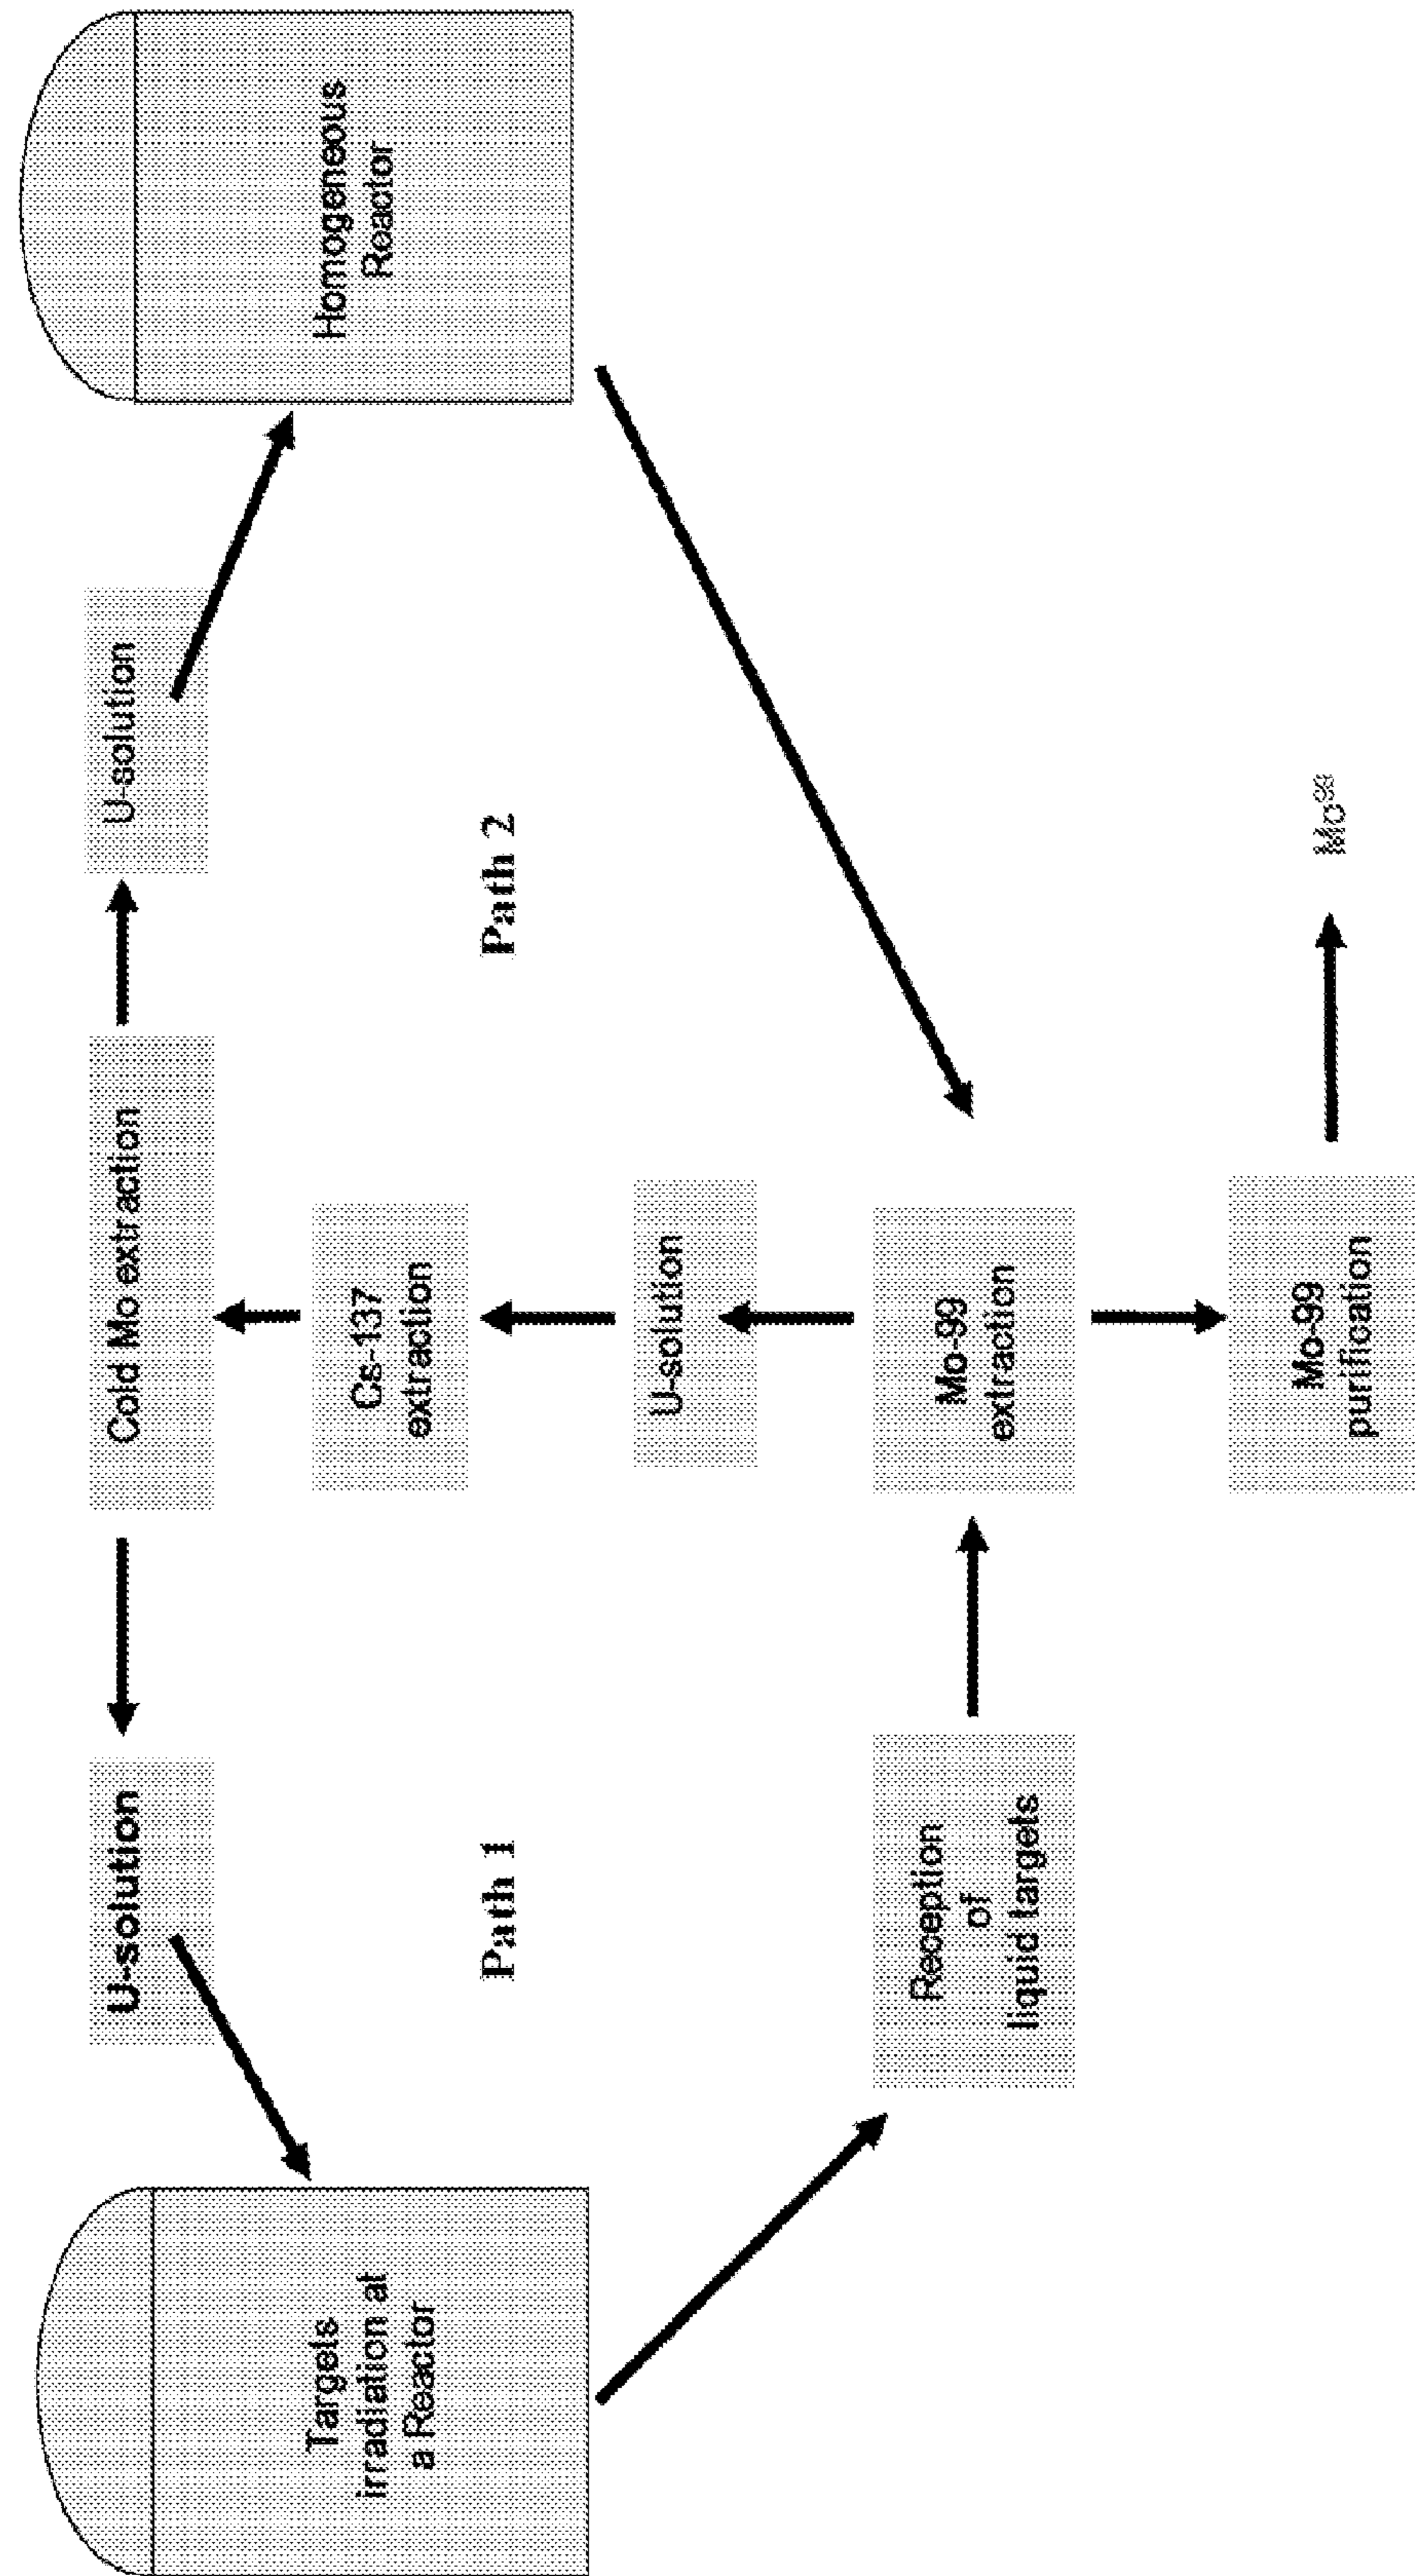 U-solution
Cold Mo extraction
U-solution
Targets
irradiation at
a Reactor
Cs-137
extraction
Homogeneous
Reactor
Path 1
Path 2
U-solution
Reception
of
liquid targets
Mo-99
extraction
Mo-99
purification
Mo⁹⁹